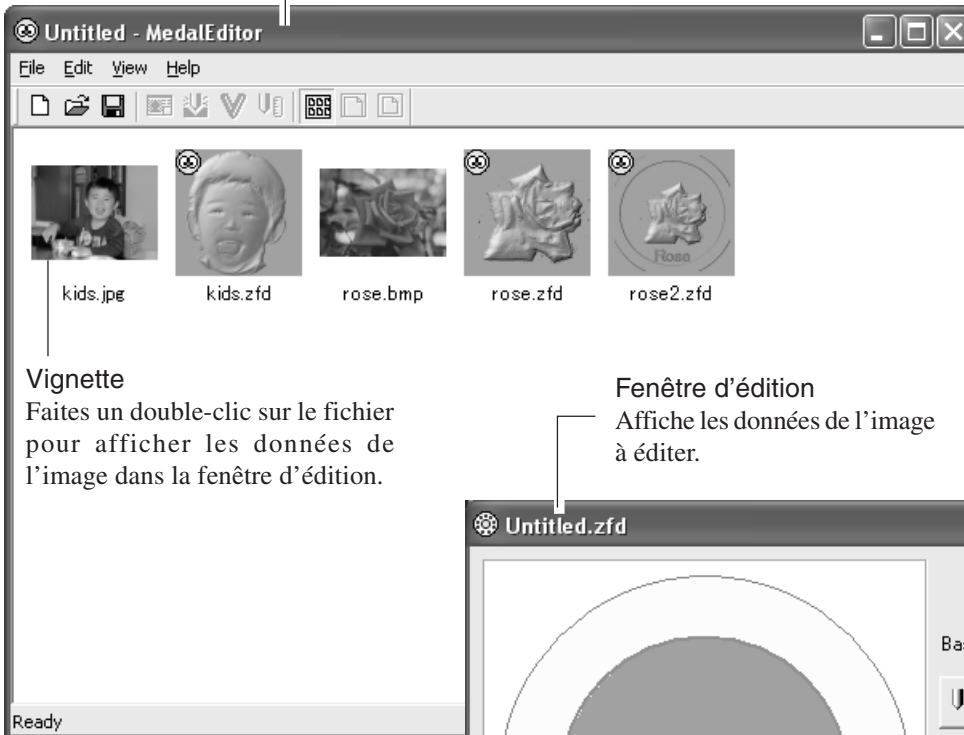 Untitled - MedalEditor
File Edit View Help
kids.jpg kids.zfd rose.bmp rose.zfd rose2.zfd
Rose
Vignette
Faites un double-clic sur le fichier
pour afficher les données de
l’image dans la fenêtre d’édition.
Fenêtre d’édition
Affiche les données de l’image
à éditer.
Untitled.zfd
Ready